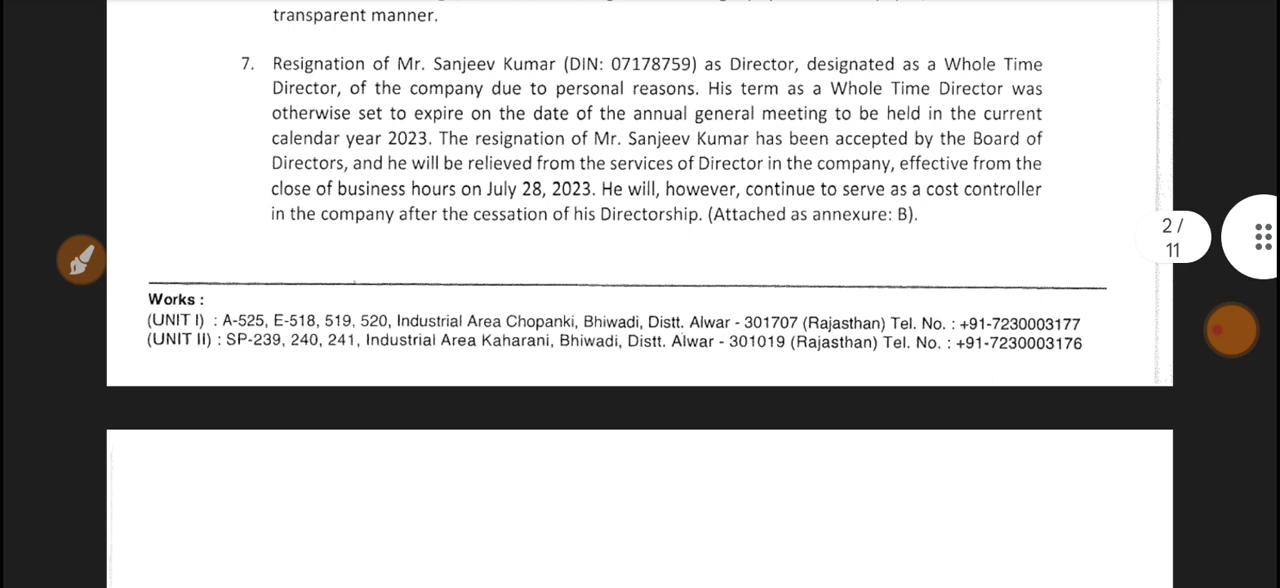 transparent manner.
7. Resignation of Mr. Sanjeev Kumar (DIN: 07178759) as Director, designated as a Whole Time
Director, of the company due to personal reasons. His term as a Whole Time Director was
otherwise set to expire on the date of the annual general meeting to be held in the current
calendar year 2023. The resignation of Mr. Sanjeev Kumar has been accepted by the Board of
Directors, and he will be relieved from the services of Director in the company, effective from the
close of business hours on July 28, 2023. He will, however, continue to serve as a cost controller
in the company after the cessation of his Directorship. (Attached as annexure: B).
2 /
11
Works :
(UNIT I) : A-525, E-518, 519, 520, Industrial Area Chopanki, Bhiwadi, Distt. Alwar - 301707 (Rajasthan) Tel. No. : +91-7230003177
(UNIT II) : SP-239, 240, 241, Industrial Area Kaharani, Bhiwadi, Distt. Alwar - 301019 (Rajasthan) Tel. No. : +91-7230003176